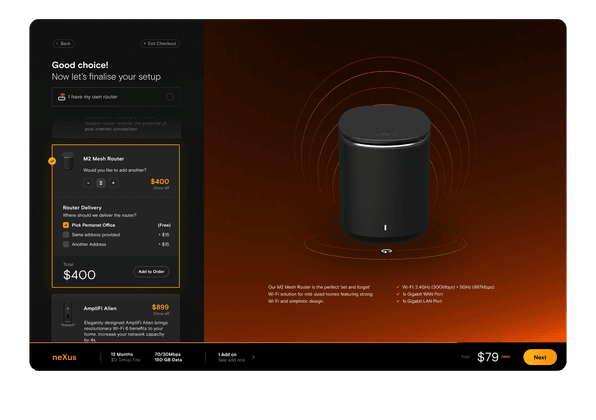 Back
Exit Checkout
Good choice!
Now let's finalise your setup
I have my own router
your internet connection
M2 Mesh Router
Would you like to add another?
- 2 +
$400
Once off
Router Delivery
Where should we deliver the router?
Pick Pentanet Office (Free)
Same address provided + $15
Another Address + $15
Total
$400
Add to Order
AmpliFi Alien
$899
Once off
Elegantly designed AmpliFi Alien brings
revolutionary Wi-Fi 6 benefits to your
home. Increase your network capacity
by 4x.
Our M2 Mesh Router is the perfect 'set and forget'
Wi-Fi solution for mid-sized homes featuring strong
Wi-Fi and simplistic design.
Wi-Fi: 2.4GHz (300Mbps) + 5GHz (867Mbps)
1x Gigabit WAN Port
1x Gigabit LAN Port
neXus
12 Months
$0 Setup Fee
70/30Mbps
150 GB Data
1 Add on
See add one
Total
$79
/mth
Next